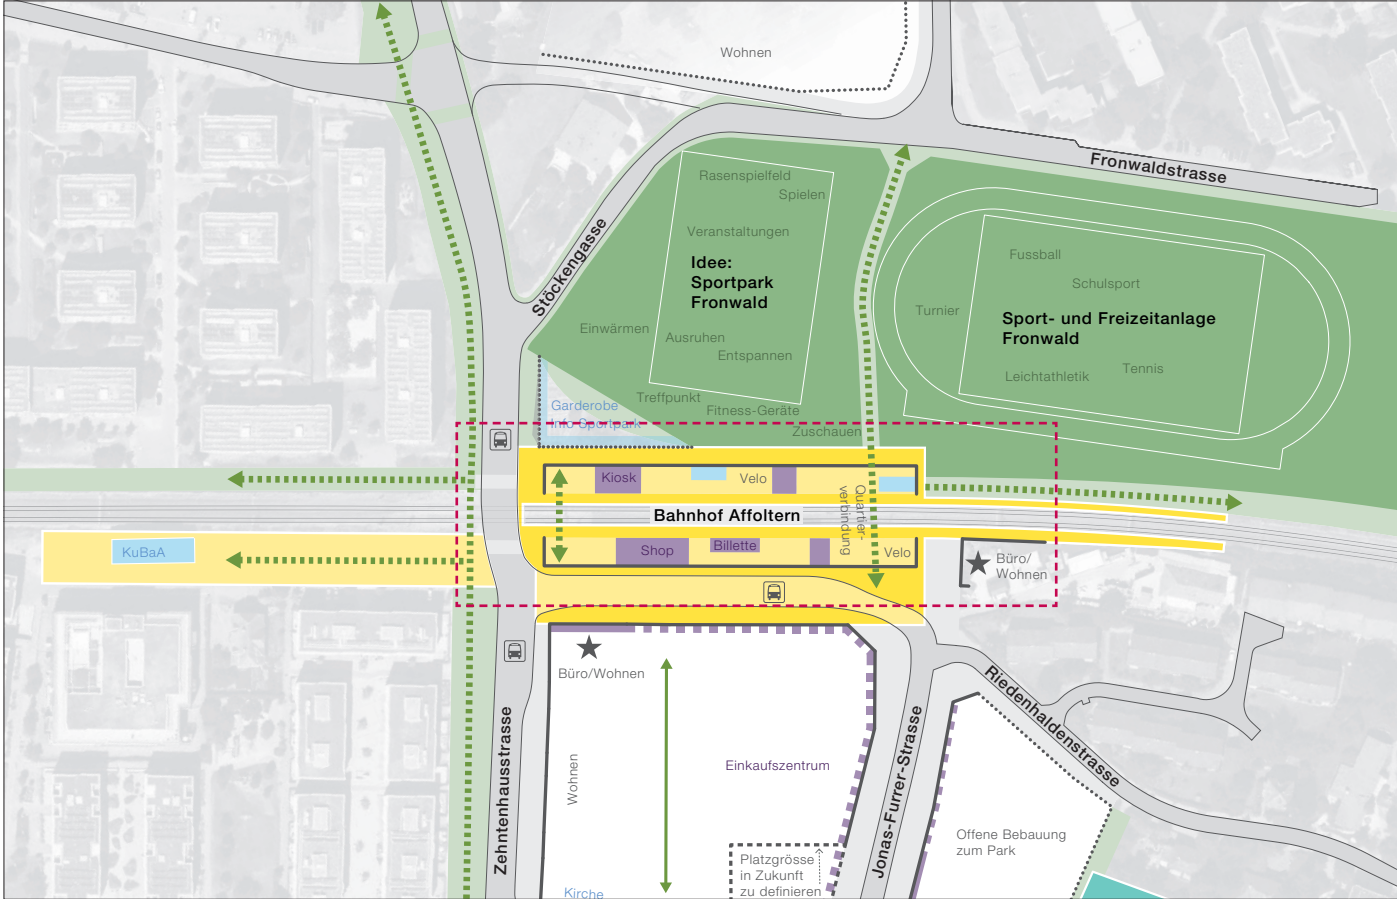 Wohnen
Fronwaldstrasse
Rasenspielfeld
Spielen
Veranstaltungen
Idee:
Sportpark
Fronwald
Stöckengasse
Einwärmen
Ausruhen
Entspannen
Treffpunkt
Fitness-Geräte
Zuschauen
Fussball
Schulsport
Turnier
Sport- und Freizeitanlage
Fronwald
Leichtathletik
Tennis
Garderobe
Info Sportpark
Kiosk
Velo
Quartier-
verbindung
Bahnhof Affoltern
KuBaA
Shop
Billette
Velo
Büro/
Wohnen
Büro/Wohnen
Riedenhaldenstrasse
Zehntenhausstrasse
Wohnen
Einkaufszentrum
Jonas-Furrer-Strasse
Offene Bebauung
zum Park
Platzgrösse
in Zukunft
zu definieren
Kirche